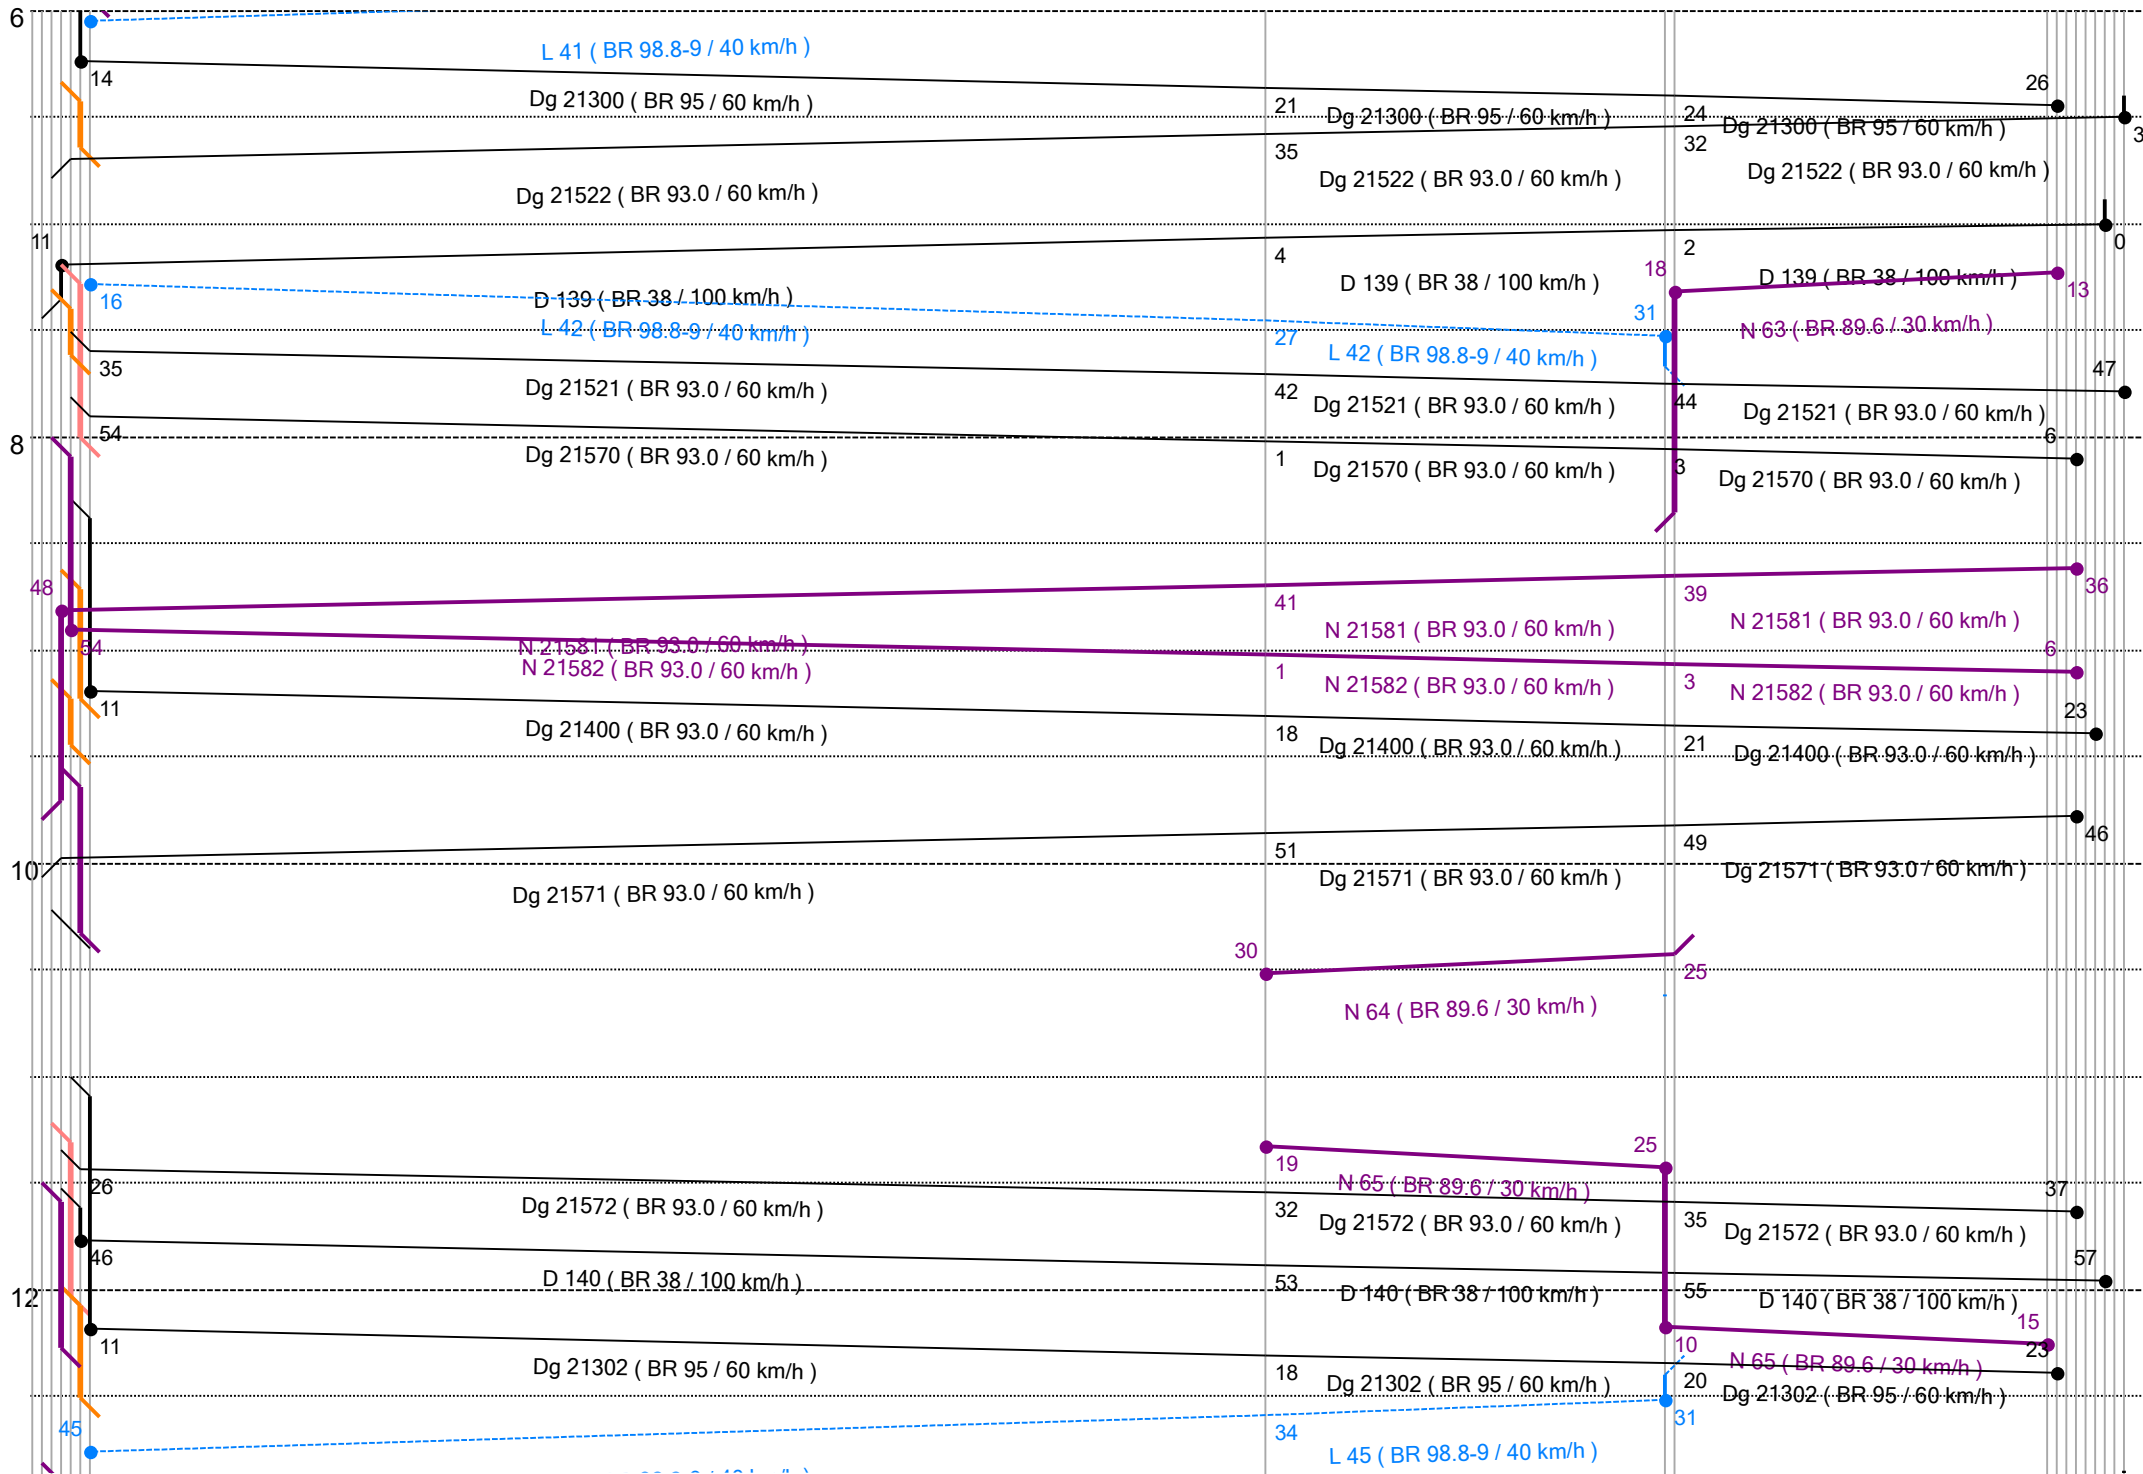 6
L 41 ( BR 98.8-9 / 40 km/h )
14
26
Dg 21300 ( BR 95 / 60 km/h )
21
Dg 21300 ( BR 95 / 60 km/h )
24
Dg 21300 ( BR 95 / 60 km/h )
3
35
32
Dg 21522 ( BR 93.0 / 60 km/h )
Dg 21522 ( BR 93.0 / 60 km/h )
Dg 21522 ( BR 93.0 / 60 km/h )
11
4
2
0
18
D 139 ( BR 38 / 100 km/h )
D 139 ( BR 38 / 100 km/h )
D 139 ( BR 38 / 100 km/h )
13
16
31
L 42 ( BR 98.8-9 / 40 km/h )
27
L 42 ( BR 98.8-9 / 40 km/h )
N 63 ( BR 89.6 / 30 km/h )
35
47
Dg 21521 ( BR 93.0 / 60 km/h )
42
Dg 21521 ( BR 93.0 / 60 km/h )
44
Dg 21521 ( BR 93.0 / 60 km/h )
8
54
6
Dg 21570 ( BR 93.0 / 60 km/h )
1
Dg 21570 ( BR 93.0 / 60 km/h )
3
Dg 21570 ( BR 93.0 / 60 km/h )
48
41
39
36
54
N 21581 ( BR 93.0 / 60 km/h )
N 21581 ( BR 93.0 / 60 km/h )
N 21581 ( BR 93.0 / 60 km/h )
6
N 21582 ( BR 93.0 / 60 km/h )
1
N 21582 ( BR 93.0 / 60 km/h )
3
N 21582 ( BR 93.0 / 60 km/h )
11
23
Dg 21400 ( BR 93.0 / 60 km/h )
18
Dg 21400 ( BR 93.0 / 60 km/h )
21
Dg 21400 ( BR 93.0 / 60 km/h )
10
51
49
46
Dg 21571 ( BR 93.0 / 60 km/h )
Dg 21571 ( BR 93.0 / 60 km/h )
Dg 21571 ( BR 93.0 / 60 km/h )
30
25
N 64 ( BR 89.6 / 30 km/h )
25
19
N 65 ( BR 89.6 / 30 km/h )
26
37
Dg 21572 ( BR 93.0 / 60 km/h )
32
Dg 21572 ( BR 93.0 / 60 km/h )
35
Dg 21572 ( BR 93.0 / 60 km/h )
46
57
12
D 140 ( BR 38 / 100 km/h )
53
D 140 ( BR 38 / 100 km/h )
55
D 140 ( BR 38 / 100 km/h )
15
11
10
23
N 65 ( BR 89.6 / 30 km/h )
Dg 21302 ( BR 95 / 60 km/h )
18
Dg 21302 ( BR 95 / 60 km/h )
20
Dg 21302 ( BR 95 / 60 km/h )
45
34
31
L 45 ( BR 98.8-9 / 40 km/h )